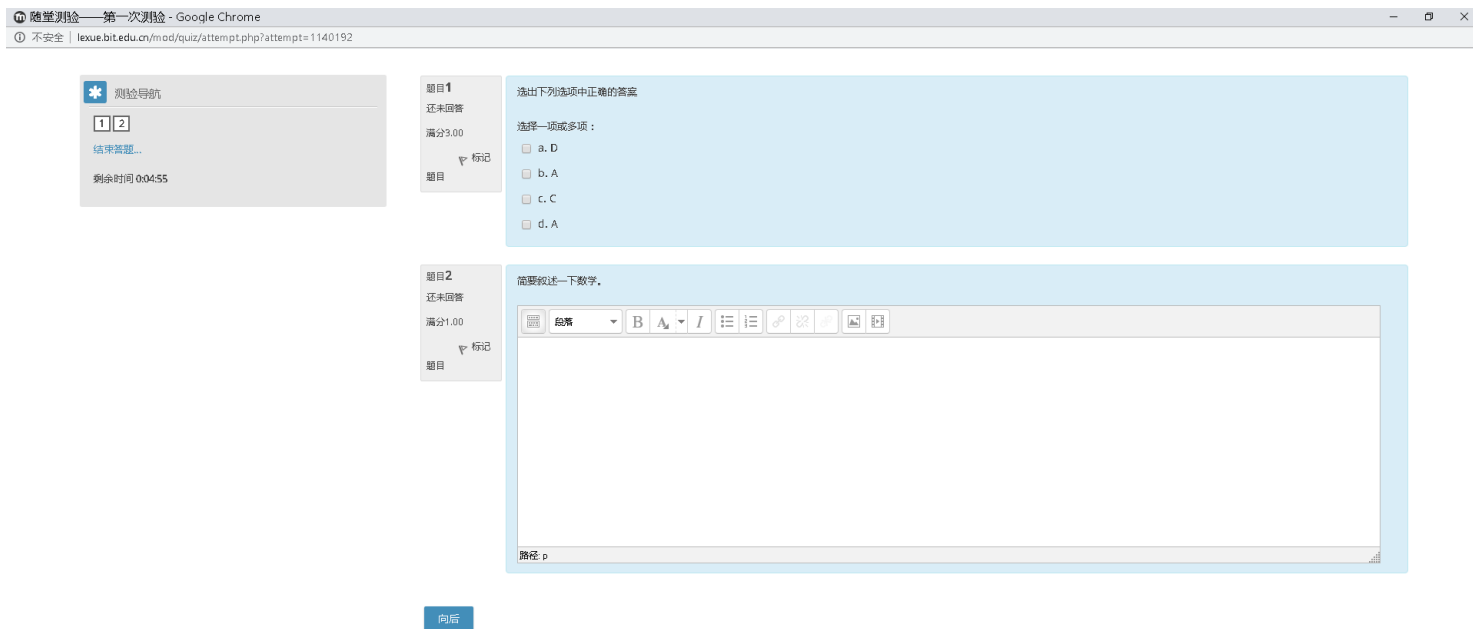 随堂测验——第一次测验 - Google Chrome
不安全 | lexue.bit.edu.cn/mod/quiz/attempt.php?attempt=1140192
测验导航
1 2
结束答题...
剩余时间 0:04:55
题目1
还未回答
满分3.00
标记
题目
选出下列选项中正确的答案
选择一项或多项：
a. D
b. A
c. C
d. A
题目2
还未回答
满分1.00
标记
题目
简要叙述一下数学。
段落 B A I
路径: p
向后